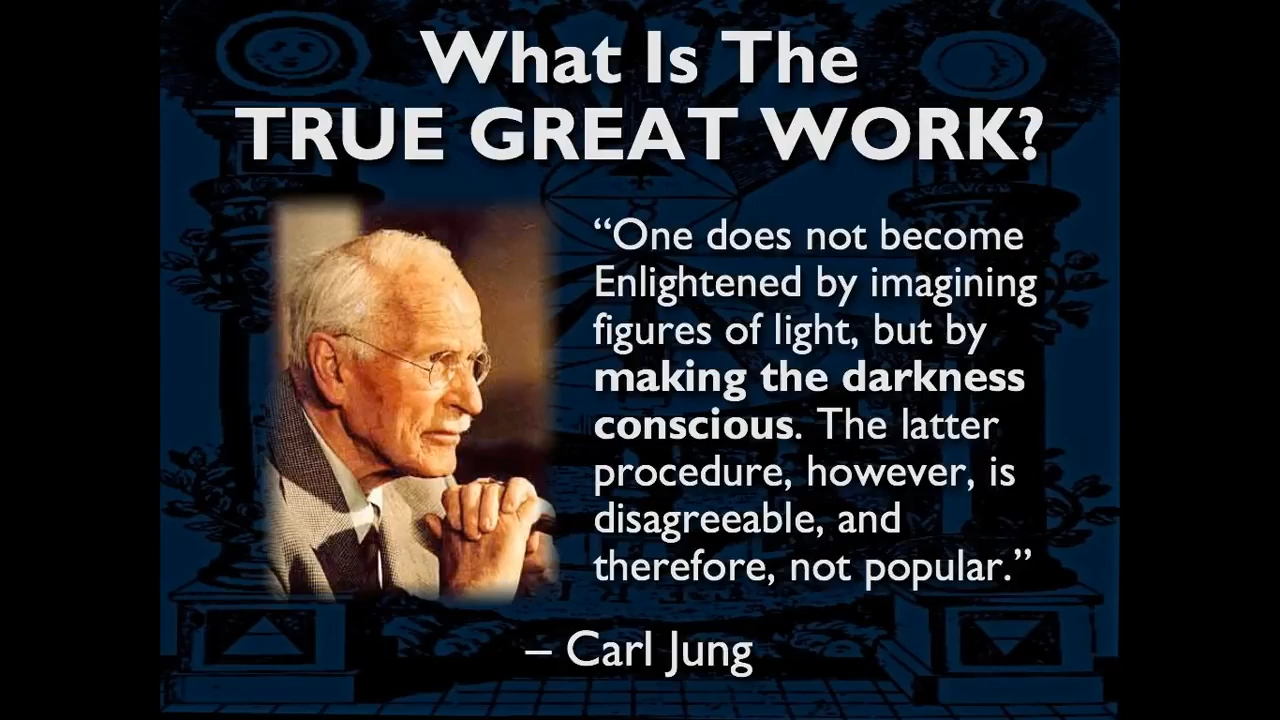 What Is The
TRUE GREAT WORK?
“One does not become
Enlightened by imagining
figures of light, but by
making the darkness
conscious. The latter
procedure, however, is
disagreeable, and
therefore, not popular.”
– Carl Jung